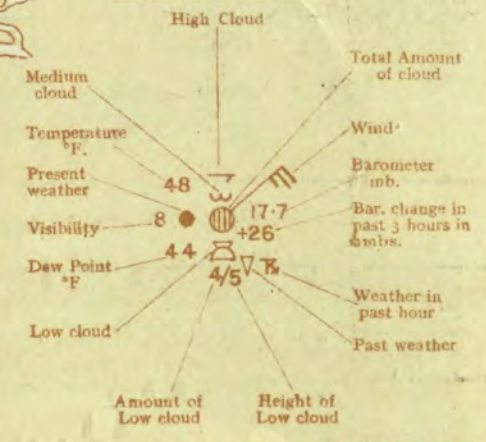 High Cloud
Medium
cloud
Total Amount
of cloud
Temperature
°F.
Wind
Present
weather
48
Barometer
mb.
Visibility
8
17·7
Bar. change in
past 3 hours in
+26
Dew Point
°F
44
4/5
Weather in
past hour
Low cloud
Past weather
Amount of
Low cloud
Height of
Low cloud